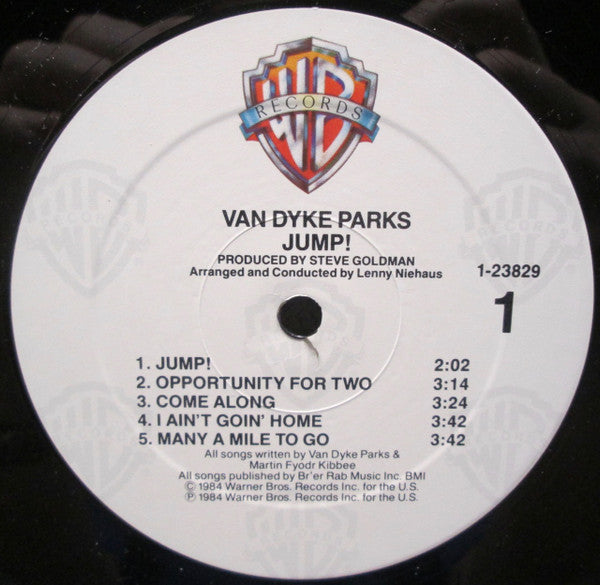 WB
RECORDS
VAN DYKE PARKS
JUMP!
PRODUCED BY STEVE GOLDMAN
Arranged and Conducted by Lenny Niehaus
1-23829
1
1. JUMP! 2:02
2. OPPORTUNITY FOR TWO 3:14
3. COME ALONG 3:24
4. I AIN'T GOIN' HOME 3:42
5. MANY A MILE TO GO 3:42
All songs written by Van Dyke Parks &
Martin Fyodr Kibbee
All songs published by Br'er Rab Music Inc. BMI
© 1984 Warner Bros. Records Inc. for the U.S.
℗ 1984 Warner Bros. Records Inc. for the U.S.